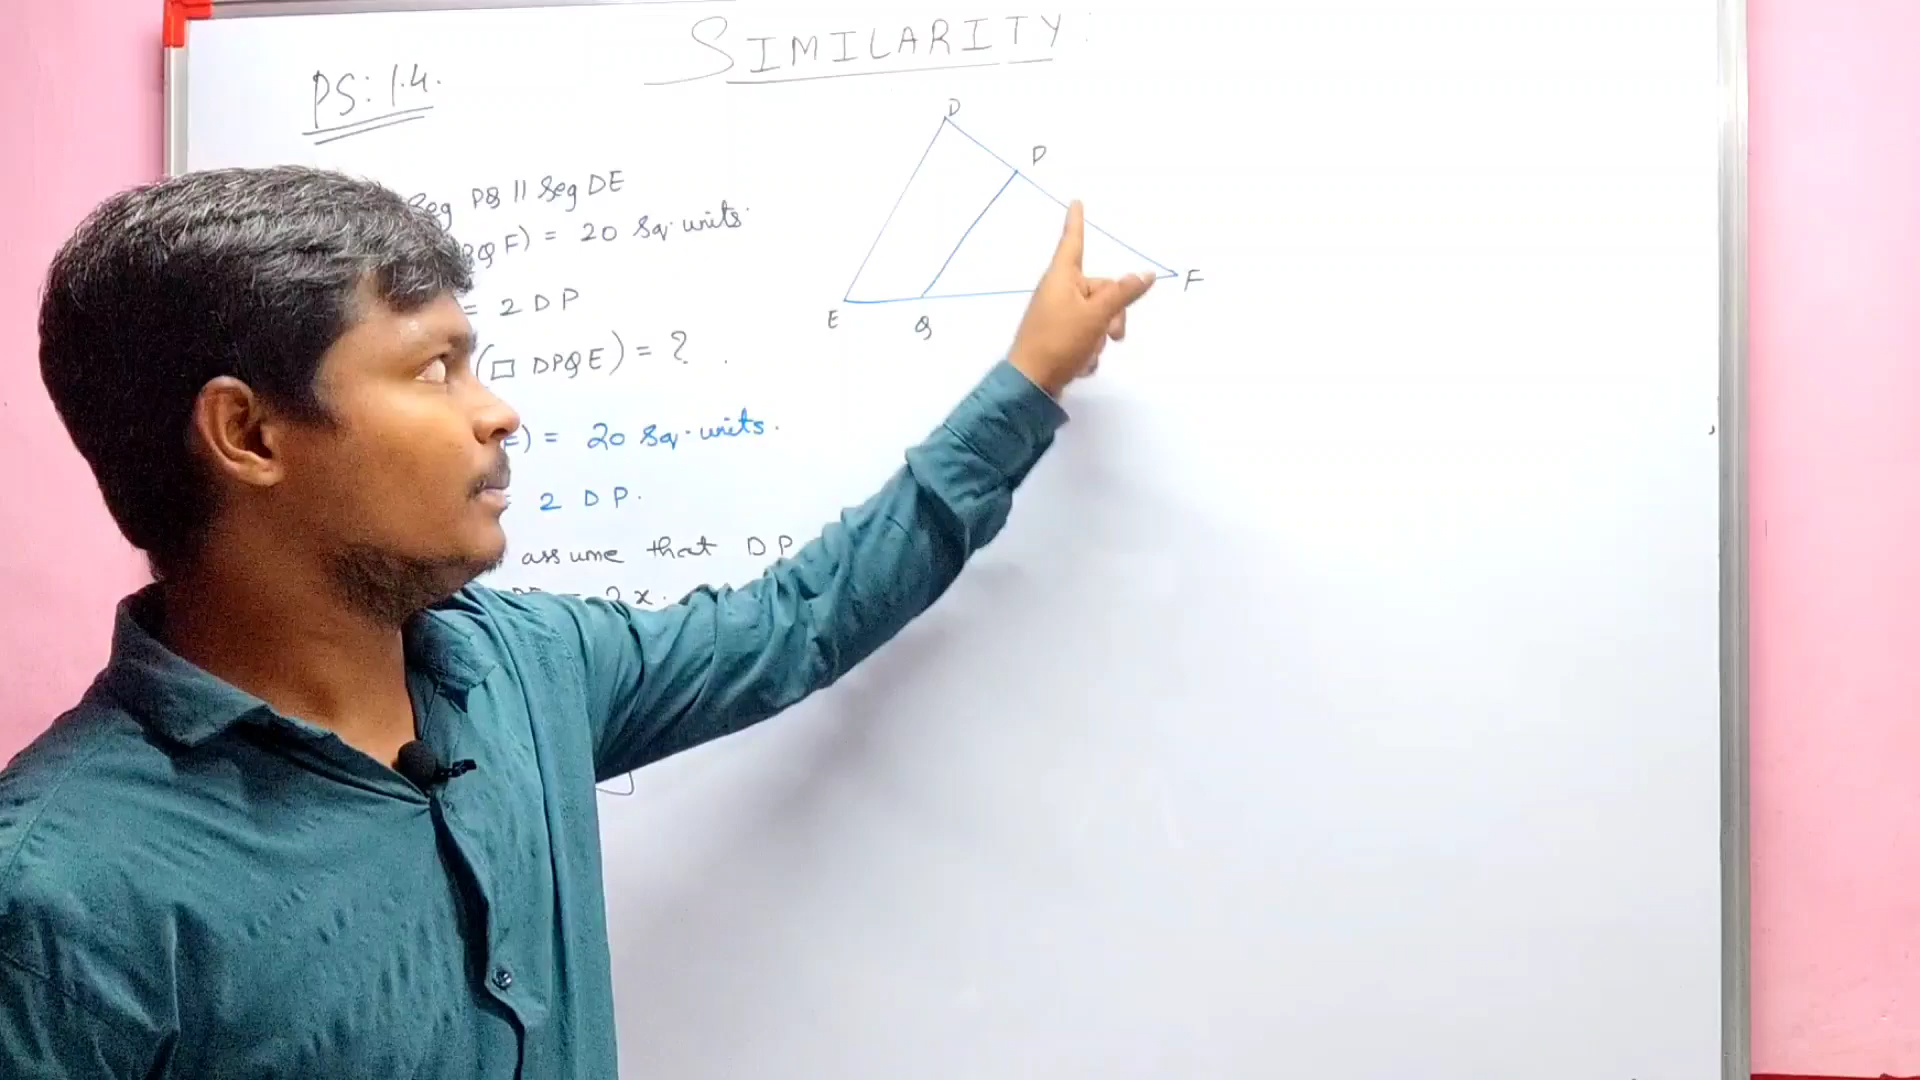 SIMILARITY:
PS: 1.4.
Seg PQ || Seg DE
PQF) = 20 Sq. units.
= 2 DP
(□ DPQE) = ? .
F) = 20 Sq. units.
= 2 DP.
assume that DP
= 2x.
D
P
F
E
Q